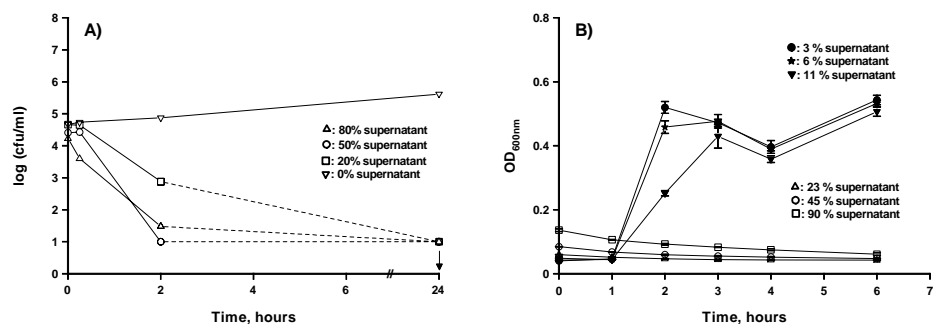 A)
8
7
6
5
4
3
2
1
0
log (cfu/ml)
△: 80% supernatant
○: 50% supernatant
□: 20% supernatant
▽: 0% supernatant
0 2 4 6 24
Time, hours
B)
0.8
0.6
0.4
0.2
0
OD600nm
●: 3 % supernatant
★: 6 % supernatant
▼: 11 % supernatant
△: 23 % supernatant
○: 45 % supernatant
□: 90 % supernatant
0 1 2 3 4 5 6 7
Time, hours